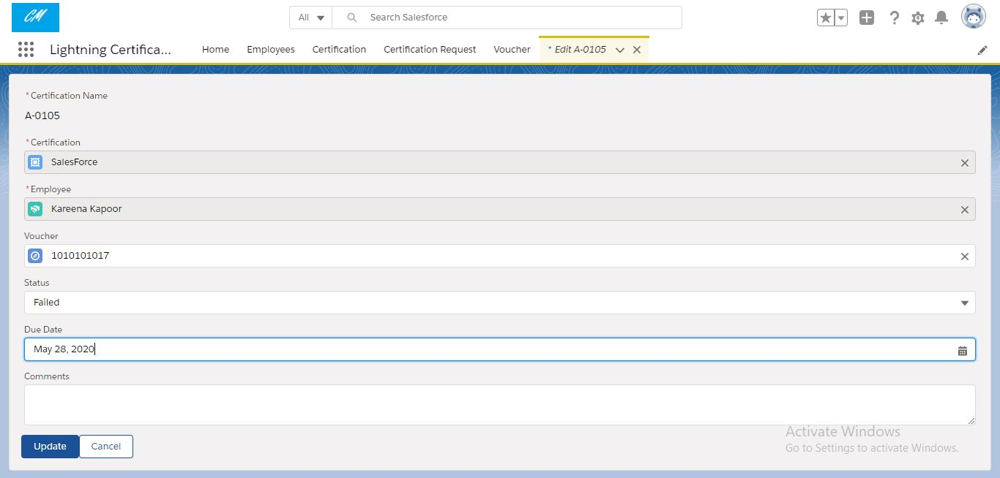 CM
All
Search Salesforce
Lightning Certifica...
Home Employees Certification Certification Request Voucher * Edit A-0105
* Certification Name
A-0105
* Certification
SalesForce
* Employee
Kareena Kapoor
Voucher
1010101017
Status
Failed
Due Date
May 28, 2020
Comments
Update Cancel
Activate Windows
Go to Settings to activate Windows.